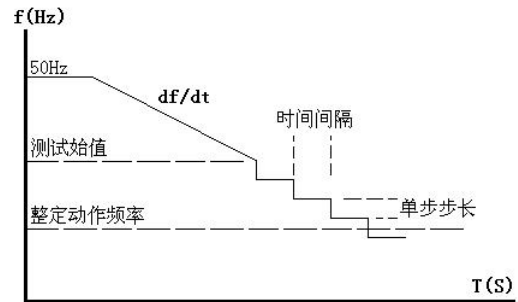 f(Hz)
50Hz
df/dt
时间间隔
测试始值
单步步长
整定动作频率
T(S)